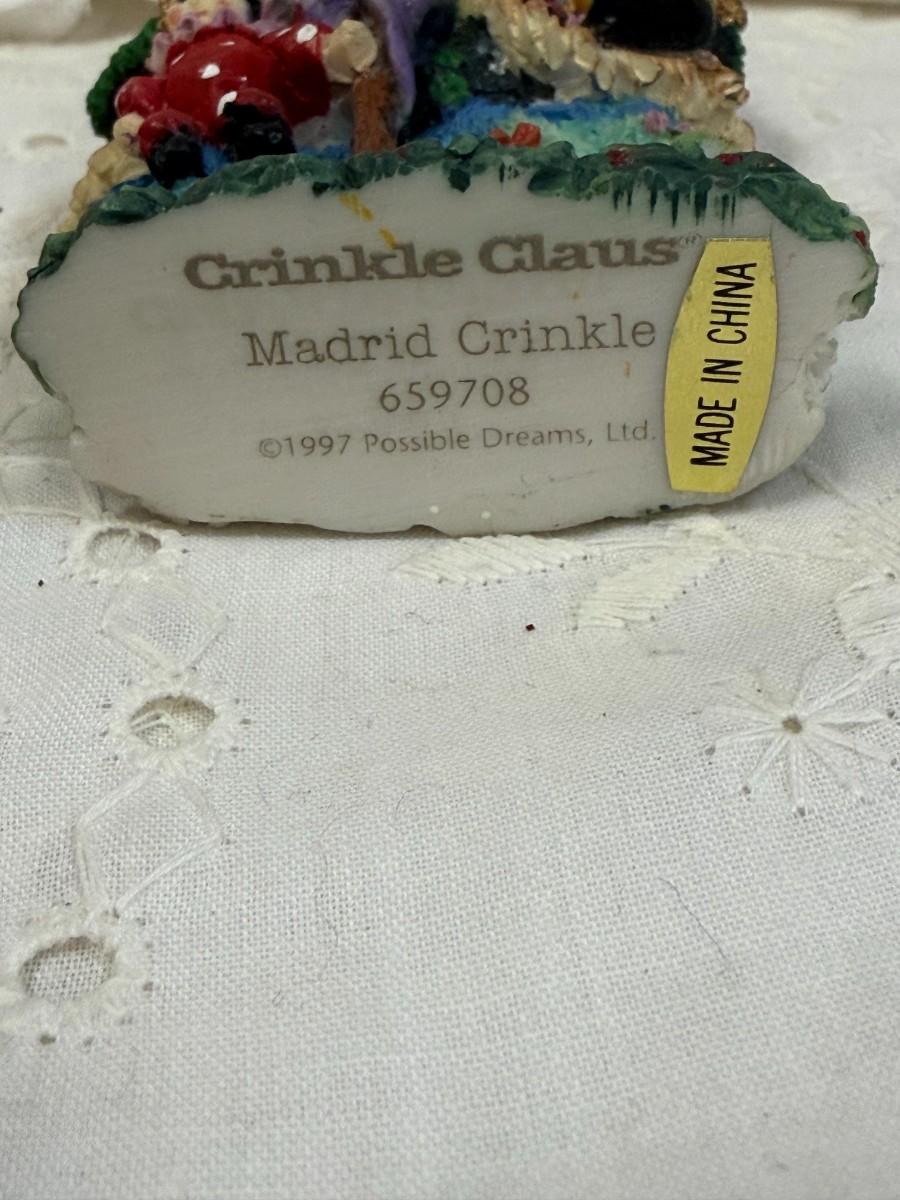 Crinkle Claus®
Madrid Crinkle
659708
©1997 Possible Dreams, Ltd.
MADE IN CHINA